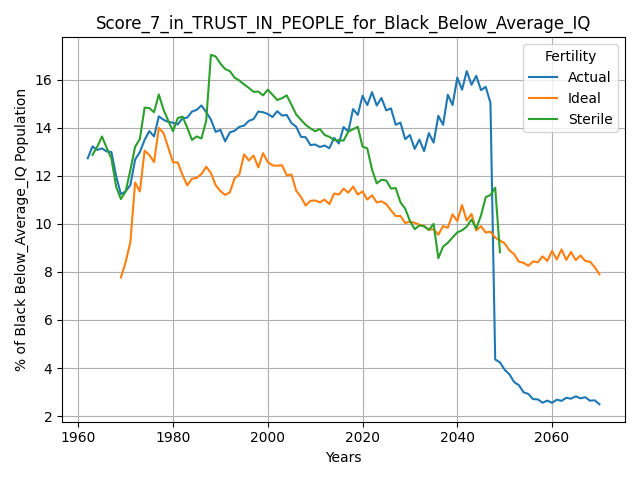 Score_7_in_TRUST_IN_PEOPLE_for_Black_Below_Average_IQ
% of Black Below_Average_IQ Population
16
14
12
10
8
6
4
2
Fertility
Actual
Ideal
Sterile
1960
1980
2000
2020
2040
2060
Years